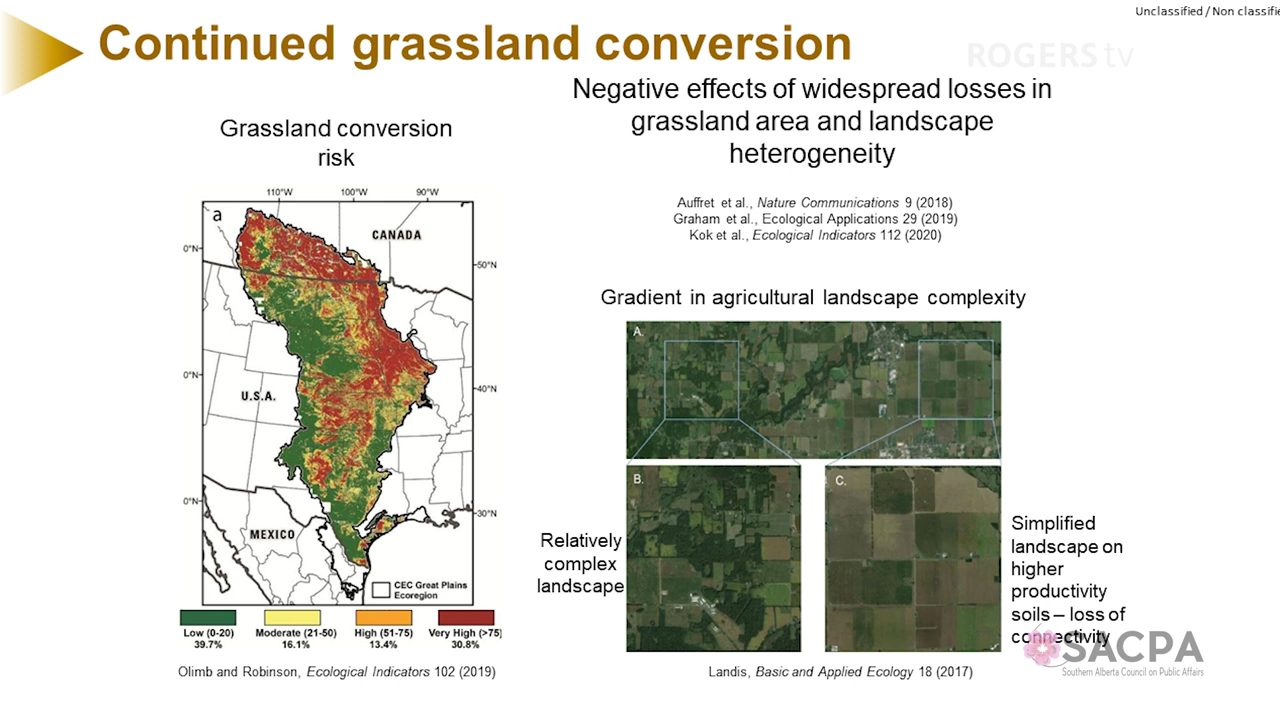 Unclassified / Non classifié
Continued grassland conversion
ROGERS tv
Grassland conversion
risk
110°W 100°W 90°W
a
CANADA
0°N
50°N
0°N
40°N
U.S.A.
0°N
30°N
MEXICO
CEC Great Plains
Ecoregion
Low (0-20) Moderate (21-50) High (51-75) Very High (>75)
39.7% 16.1% 13.4% 30.8%
Olimb and Robinson, Ecological Indicators 102 (2019)
Negative effects of widespread losses in
grassland area and landscape
heterogeneity
Auffret et al., Nature Communications 9 (2018)
Graham et al., Ecological Applications 29 (2019)
Kok et al., Ecological Indicators 112 (2020)
Gradient in agricultural landscape complexity
A.
B.
C.
Relatively
complex
landscape
Simplified
landscape on
higher
productivity
soils – loss of
connectivity
Landis, Basic and Applied Ecology 18 (2017)
SACPA
Southern Alberta Council on Public Affairs